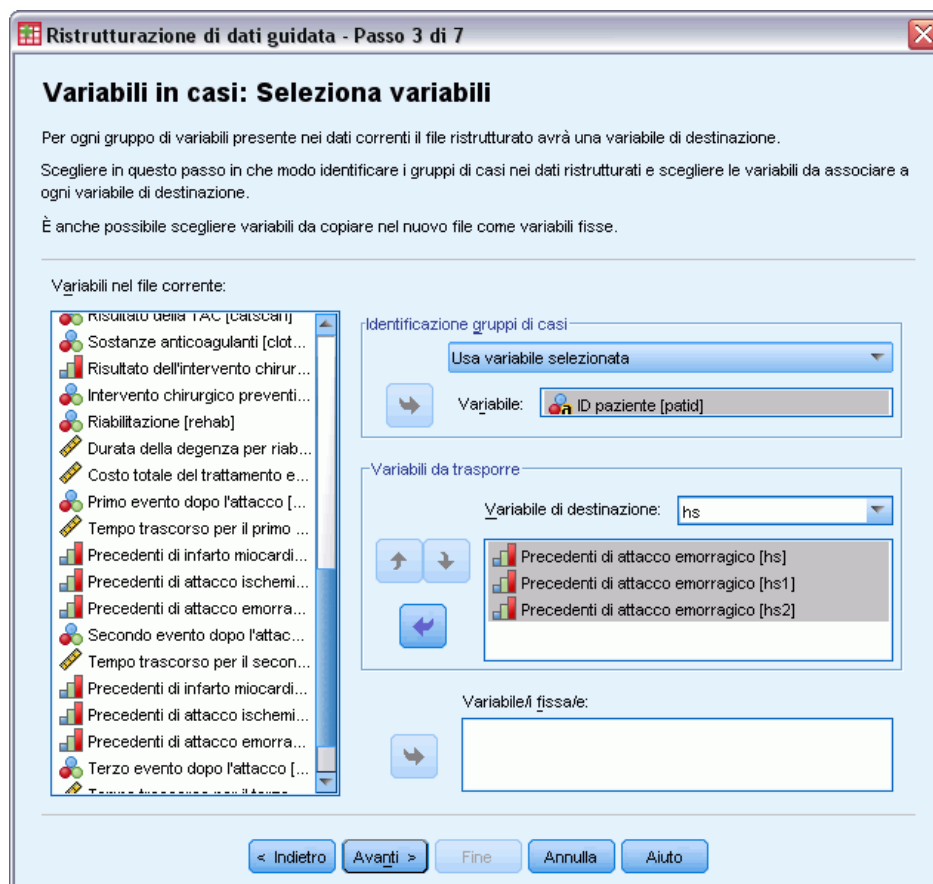 Ristrutturazione di dati guidata - Passo 3 di 7
Variabili in casi: Seleziona variabili
Per ogni gruppo di variabili presente nei dati correnti il file ristrutturato avrà una variabile di destinazione.
Scegliere in questo passo in che modo identificare i gruppi di casi nei dati ristrutturati e scegliere le variabili da associare a
ogni variabile di destinazione.
È anche possibile scegliere variabili da copiare nel nuovo file come variabili fisse.
Variabili nel file corrente:
Risultato della TAC [catscan]
Sostanze anticoagulanti [clot...
Risultato dell'intervento chirur...
Intervento chirurgico preventi...
Riabilitazione [rehab]
Durata della degenza per riab...
Costo totale del trattamento e...
Primo evento dopo l'attacco [...
Tempo trascorso per il primo ...
Precedenti di infarto miocardi...
Precedenti di attacco ischemi...
Precedenti di attacco emorra...
Secondo evento dopo l'attac...
Tempo trascorso per il secon...
Precedenti di infarto miocardi...
Precedenti di attacco ischemi...
Precedenti di attacco emorra...
Terzo evento dopo l'attacco [...
Tempo trascorso per il terzo
Identificazione gruppi di casi
Usa variabile selezionata
Variabile: ID paziente [patid]
Variabili da trasporre
Variabile di destinazione: hs
Precedenti di attacco emorragico [hs]
Precedenti di attacco emorragico [hs1]
Precedenti di attacco emorragico [hs2]
Variabile/i fissa/e:
< Indietro
Avanti >
Fine
Annulla
Aiuto